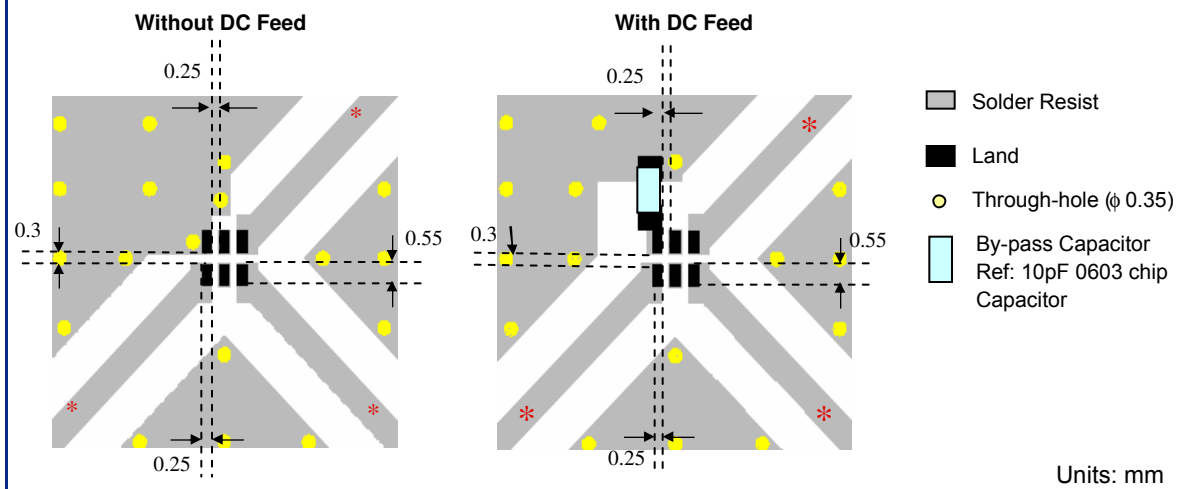 Without DC Feed
With DC Feed
0.25
0.25
*
*
Solder Resist
Land
Through-hole (ϕ 0.35)
By-pass Capacitor
Ref: 10pF 0603 chip
Capacitor
0.3
0.55
0.3
0.55
*
*
*
*
0.25
0.25
Units: mm